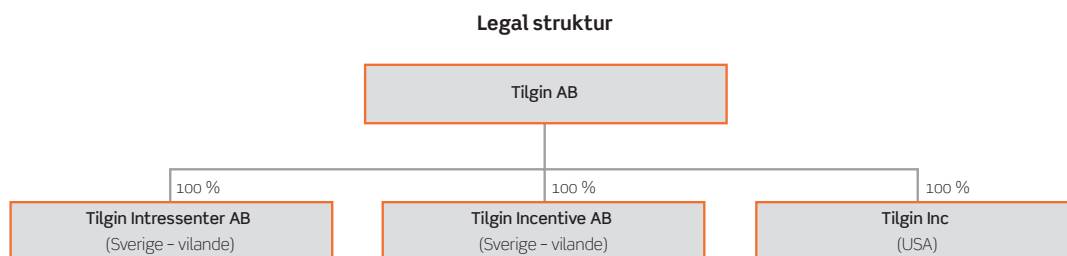 Legal struktur
Tilgin AB
100 %
100 %
100 %
Tilgin Intressenter AB
(Sverige – vilande)
Tilgin Incentive AB
(Sverige – vilande)
Tilgin Inc
(USA)